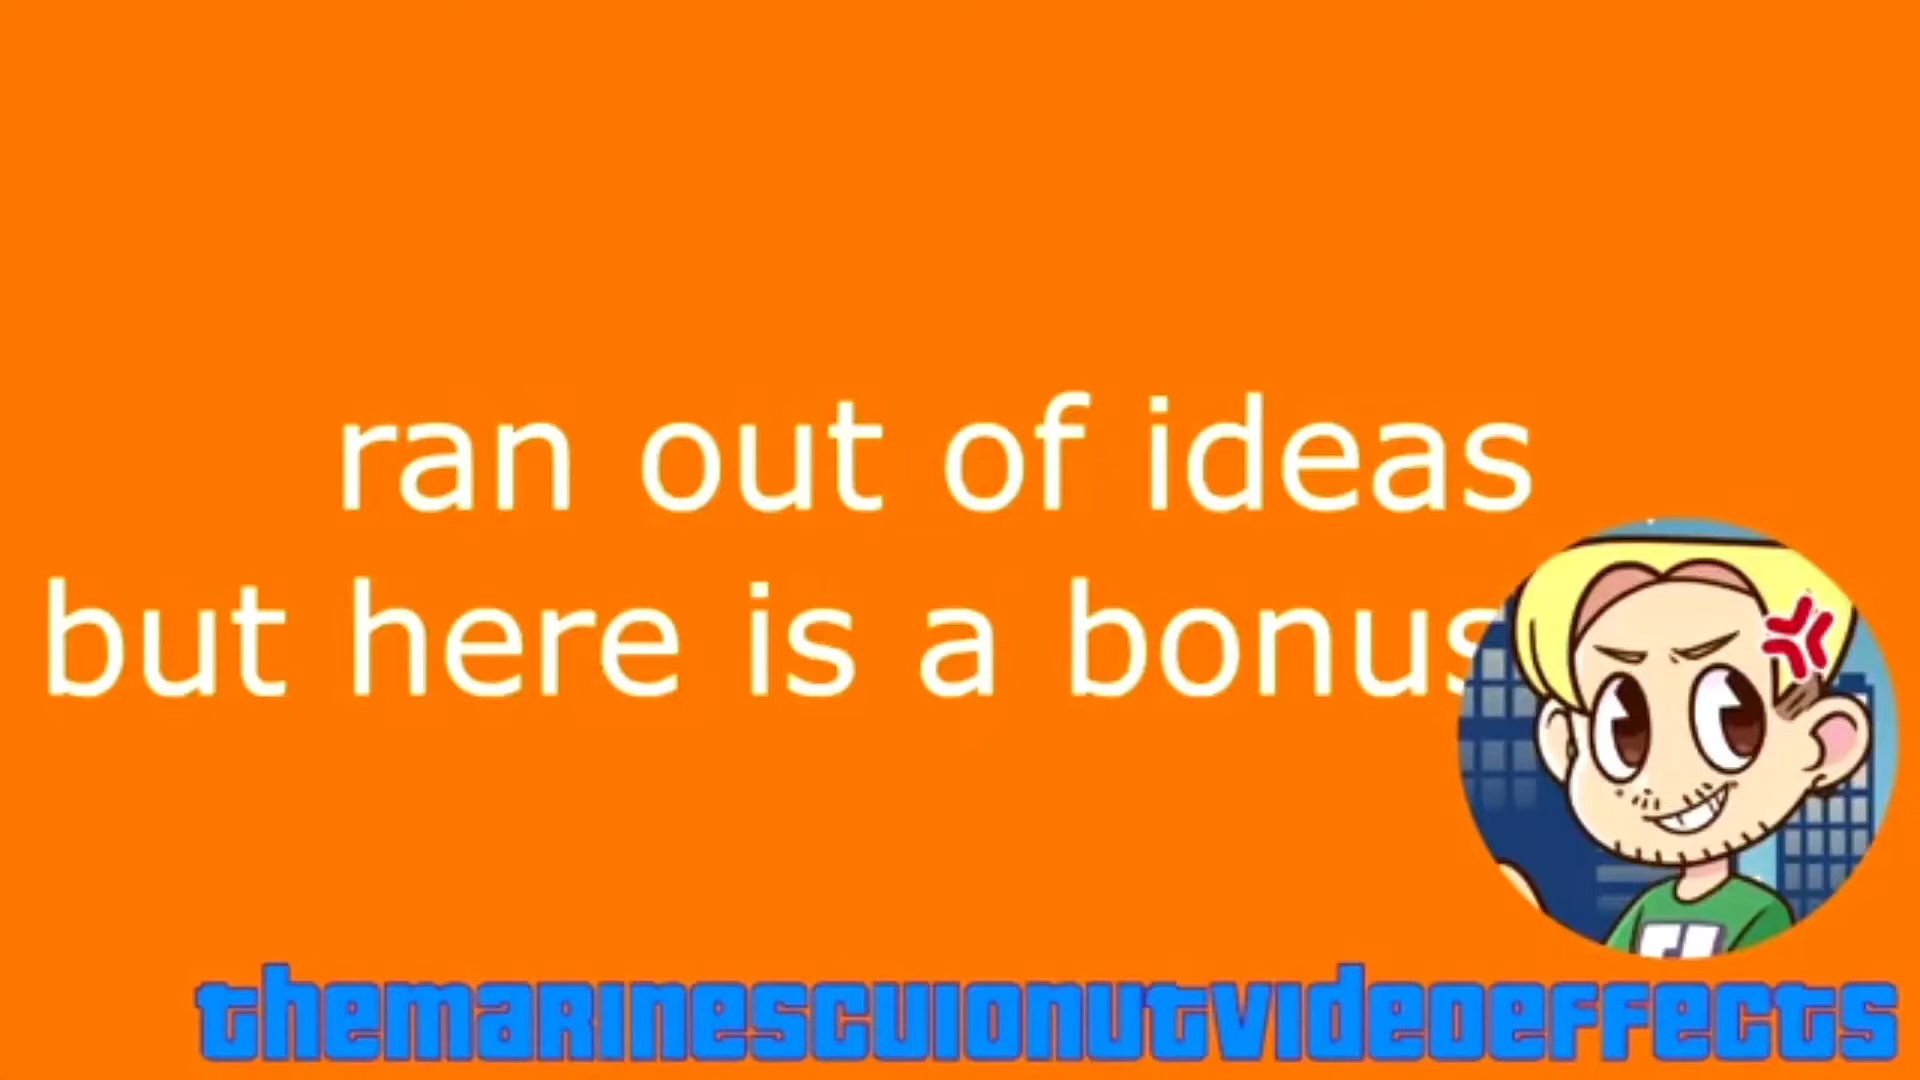 ran out of ideas
but here is a bonus
themarinescuionutvideoeffects